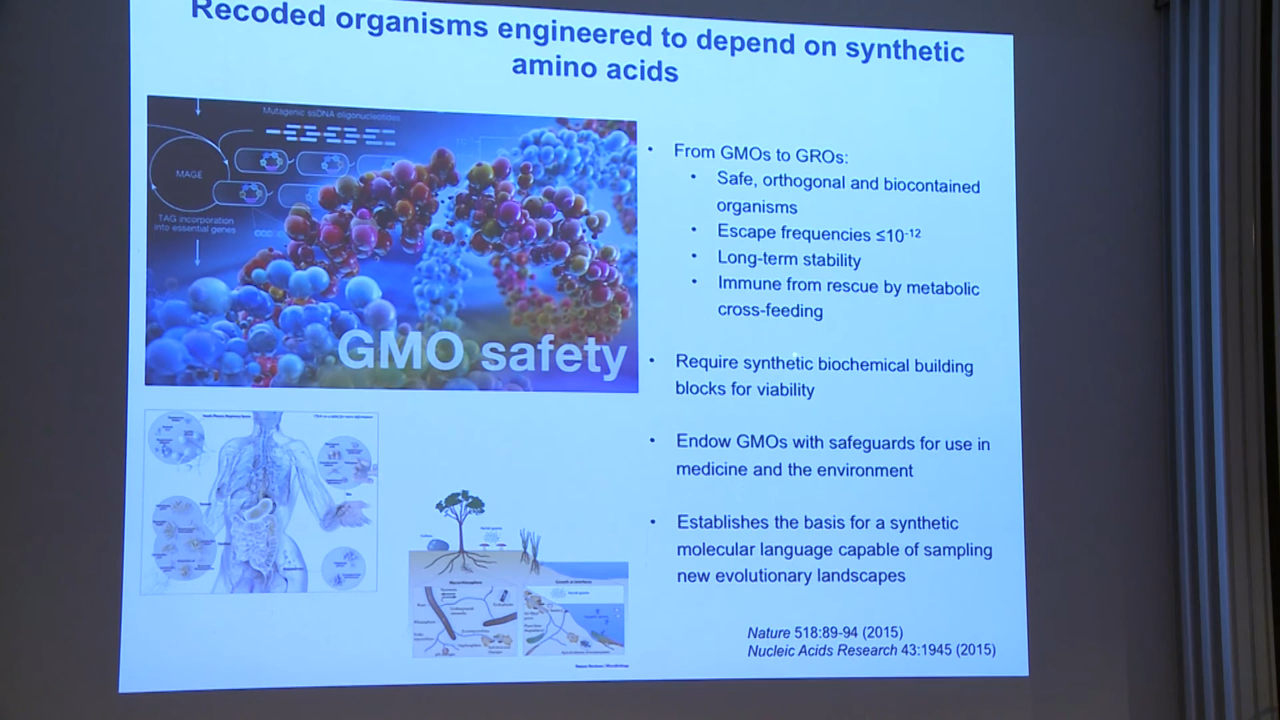 Recoded organisms engineered to depend on synthetic
amino acids
Mutagenic ssDNA oligonucleotides
MAGE
TAG incorporation
into essential genes
GMO safety
• From GMOs to GROs:
• Safe, orthogonal and biocontained
organisms
• Escape frequencies ≤10⁻¹²
• Long-term stability
• Immune from rescue by metabolic
cross-feeding
• Require synthetic biochemical building
blocks for viability
• Endow GMOs with safeguards for use in
medicine and the environment
• Establishes the basis for a synthetic
molecular language capable of sampling
new evolutionary landscapes
Nature 518:89-94 (2015)
Nucleic Acids Research 43:1945 (2015)
Nature Reviews | Microbiology